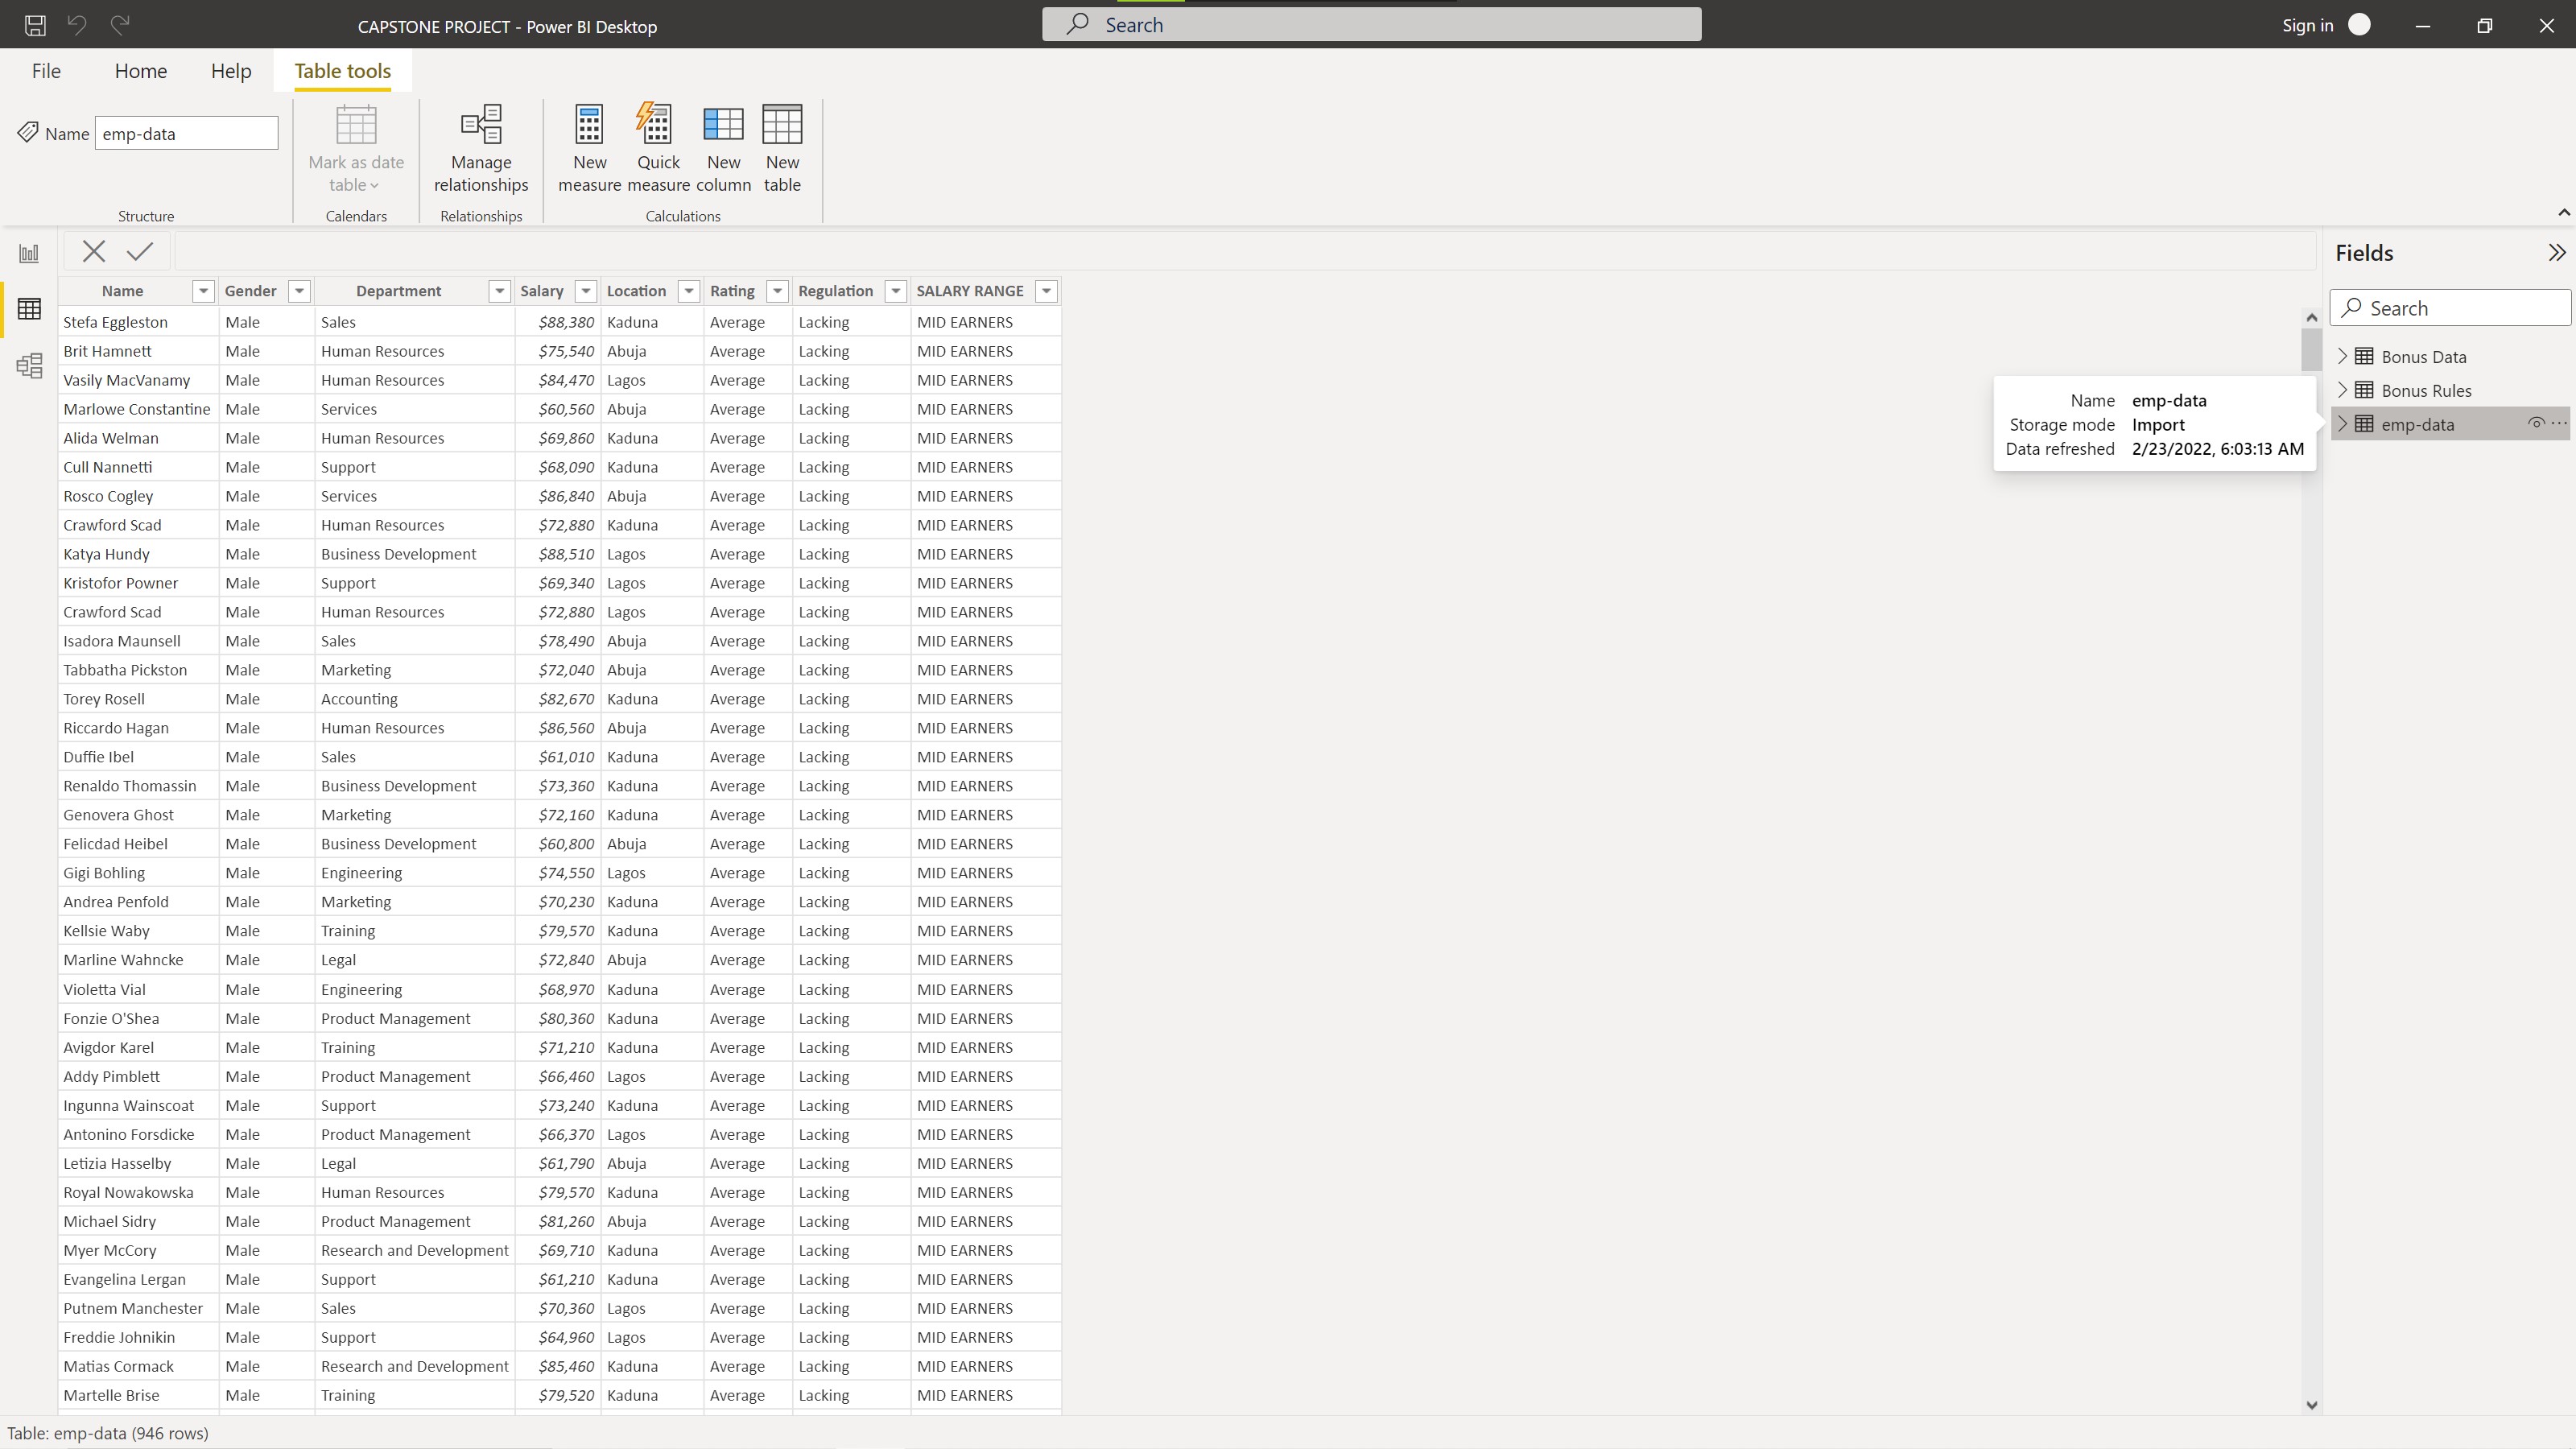 CAPSTONE PROJECT - Power BI Desktop
Search
Sign in
File Home Help Table tools
Name emp-data
Mark as date table
Manage relationships
New measure
Quick measure
New column
New table
Structure Calendars Relationships Calculations
Name Gender Department Salary Location Rating Regulation SALARY RANGE
Stefa Eggleston Male Sales $88,380 Kaduna Average Lacking MID EARNERS
Brit Hamnett Male Human Resources $75,540 Abuja Average Lacking MID EARNERS
Vasily MacVanamy Male Human Resources $84,470 Lagos Average Lacking MID EARNERS
Marlowe Constantine Male Services $60,560 Abuja Average Lacking MID EARNERS
Alida Welman Male Human Resources $69,860 Kaduna Average Lacking MID EARNERS
Cull Nannetti Male Support $68,090 Kaduna Average Lacking MID EARNERS
Rosco Cogley Male Services $86,840 Abuja Average Lacking MID EARNERS
Crawford Scad Male Human Resources $72,880 Kaduna Average Lacking MID EARNERS
Katya Hundy Male Business Development $88,510 Lagos Average Lacking MID EARNERS
Kristofor Powner Male Support $69,340 Lagos Average Lacking MID EARNERS
Crawford Scad Male Human Resources $72,880 Lagos Average Lacking MID EARNERS
Isadora Maunsell Male Sales $78,490 Abuja Average Lacking MID EARNERS
Tabbatha Pickston Male Marketing $72,040 Abuja Average Lacking MID EARNERS
Torey Rosell Male Accounting $82,670 Kaduna Average Lacking MID EARNERS
Riccardo Hagan Male Human Resources $86,560 Abuja Average Lacking MID EARNERS
Duffie Ibel Male Sales $61,010 Kaduna Average Lacking MID EARNERS
Renaldo Thomassin Male Business Development $73,360 Kaduna Average Lacking MID EARNERS
Genovera Ghost Male Marketing $72,160 Kaduna Average Lacking MID EARNERS
Felicdad Heibel Male Business Development $60,800 Abuja Average Lacking MID EARNERS
Gigi Bohling Male Engineering $74,550 Lagos Average Lacking MID EARNERS
Andrea Penfold Male Marketing $70,230 Kaduna Average Lacking MID EARNERS
Kellsie Waby Male Training $79,570 Kaduna Average Lacking MID EARNERS
Marline Wahncke Male Legal $72,840 Abuja Average Lacking MID EARNERS
Violetta Vial Male Engineering $68,970 Kaduna Average Lacking MID EARNERS
Fonzie O'Shea Male Product Management $80,360 Kaduna Average Lacking MID EARNERS
Avigdor Karel Male Training $71,210 Kaduna Average Lacking MID EARNERS
Addy Pimblett Male Product Management $66,460 Lagos Average Lacking MID EARNERS
Ingunna Wainscoat Male Support $73,240 Kaduna Average Lacking MID EARNERS
Antonino Forsdicke Male Product Management $66,370 Lagos Average Lacking MID EARNERS
Letizia Hasselby Male Legal $61,790 Abuja Average Lacking MID EARNERS
Royal Nowakowska Male Human Resources $79,570 Kaduna Average Lacking MID EARNERS
Michael Sidry Male Product Management $81,260 Abuja Average Lacking MID EARNERS
Myer McCory Male Research and Development $69,710 Kaduna Average Lacking MID EARNERS
Evangelina Lergan Male Support $61,210 Kaduna Average Lacking MID EARNERS
Putnem Manchester Male Sales $70,360 Lagos Average Lacking MID EARNERS
Freddie Johnikin Male Support $64,960 Lagos Average Lacking MID EARNERS
Matias Cormack Male Research and Development $85,460 Kaduna Average Lacking MID EARNERS
Martelle Brise Male Training $79,520 Kaduna Average Lacking MID EARNERS
Name emp-data
Storage mode Import
Data refreshed 2/23/2022, 6:03:13 AM
Fields
Search
Bonus Data
Bonus Rules
emp-data
Table: emp-data (946 rows)